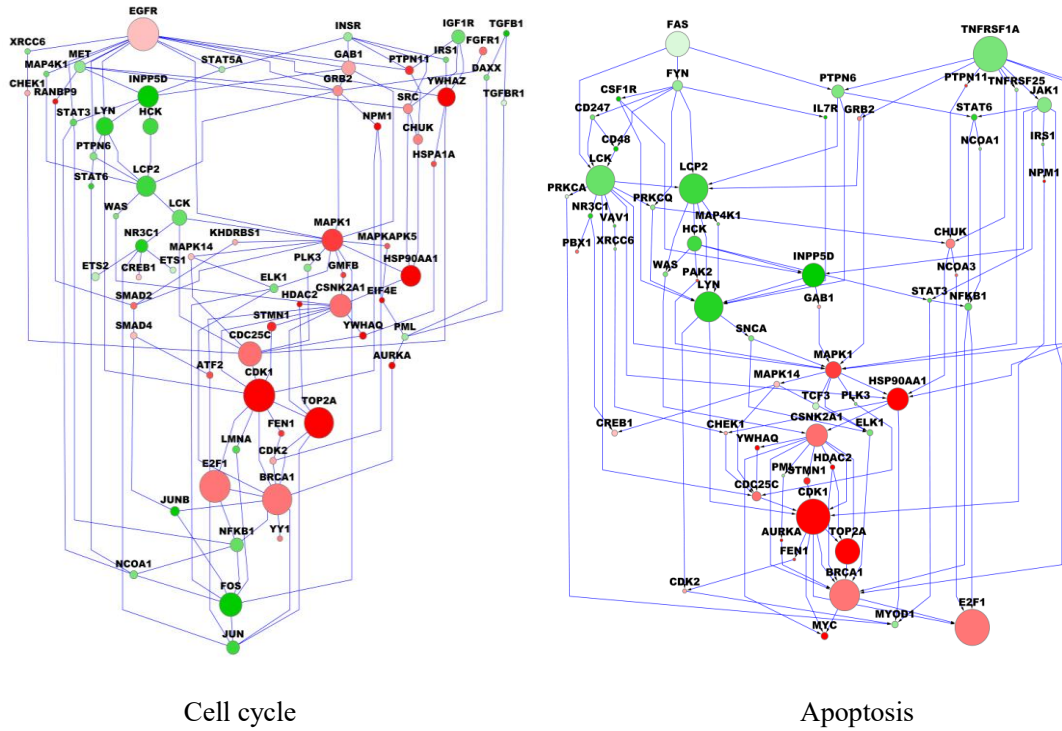 EGFR
INSR
IGF1R
TGFB1
XRCC6
MET
GAB1
FGFR1
MAP4K1
STAT5A
PTPN11
IRS1
DAXX
CHEK1
INPP5D
GRB2
YWHAZ
RANBP9
SRC
TGFBR1
STAT3
LYN
HCK
NPM1
CHUK
PTPN6
HSPA1A
LCP2
STAT6
WAS
LCK
NR3C1
KHDRBS1
MAPK1
MAPKAPK5
MAPK14
HSP90AA1
ETS2
CREB1
ETS1
PLK3
GMFB
ELK1
CSNK2A1
SMAD2
HDAC2
EIF4E
SMAD4
STMN1
YWHAQ
PML
CDC25C
ATF2
AURKA
CDK1
TOP2A
FEN1
LMNA
CDK2
E2F1
BRCA1
JUNB
NFKB1
YY1
NCOA1
FOS
JUN
Cell cycle
FAS
TNFRSF1A
FYN
PTPN6
PTPN11
TNFRSF25
CSF1R
JAK1
CD247
IL7R
GRB2
STAT6
CD48
NCOA1
IRS1
LCK
LCP2
NPM1
PRKCA
PRKCQ
NR3C1
VAV1
MAP4K1
PBX1
XRCC6
HCK
CHUK
WAS
PAK2
INPP5D
NCOA3
LYN
GAB1
STAT3
NFKB1
SNCA
MAPK1
MAPK14
HSP90AA1
TCF3
PLK3
CREB1
CHEK1
CSNK2A1
ELK1
YWHAQ
PML
HDAC2
STMN1
CDC25C
CDK1
AURKA
TOP2A
FEN1
BRCA1
CDK2
E2F1
MYC
MYOD1
Apoptosis